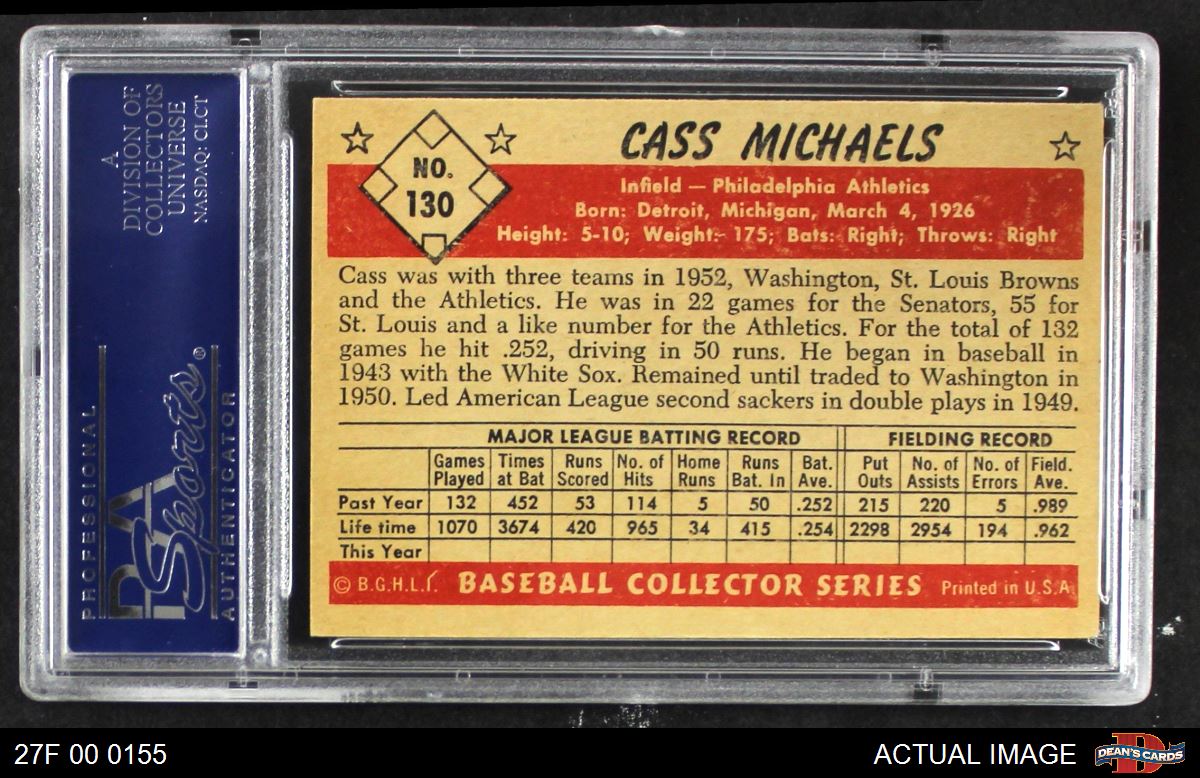 A
DIVISION OF
COLLECTORS
UNIVERSE
NASDAQ: CLCT
PROFESSIONAL
PSA
Sports®
AUTHENTICATOR
NO.
130
CASS MICHAELS
Infield — Philadelphia Athletics
Born: Detroit, Michigan, March 4, 1926
Height: 5-10; Weight: 175; Bats: Right; Throws: Right
Cass was with three teams in 1952, Washington, St. Louis Browns
and the Athletics. He was in 22 games for the Senators, 55 for
St. Louis and a like number for the Athletics. For the total of 132
games he hit .252, driving in 50 runs. He began in baseball in
1943 with the White Sox. Remained until traded to Washington in
1950. Led American League second sackers in double plays in 1949.
MAJOR LEAGUE BATTING RECORD FIELDING RECORD
Games Times Runs No. of Home Runs Bat. Put No. of No. of Field.
Played at Bat Scored Hits Runs Bat. In Ave. Outs Assists Errors Ave.
Past Year 132 452 53 114 5 50 .252 215 220 5 .989
Life time 1070 3674 420 965 34 415 .254 2298 2954 194 .962
This Year
© B.G.H.L.I. BASEBALL COLLECTOR SERIES Printed in U.S.A.
27F 00 0155
ACTUAL IMAGE
DEAN'S CARDS